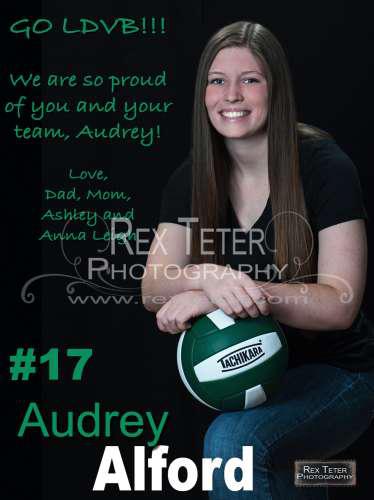 GO LDVB!!!
We are so proud
of you and your
team, Audrey!
Love,
Dad, Mom,
Ashley and
Anna Leigh
REX TETER
PHOTOGRAPHY
TACHIKARA
#17
Audrey
Alford
REX TETER
PHOTOGRAPHY